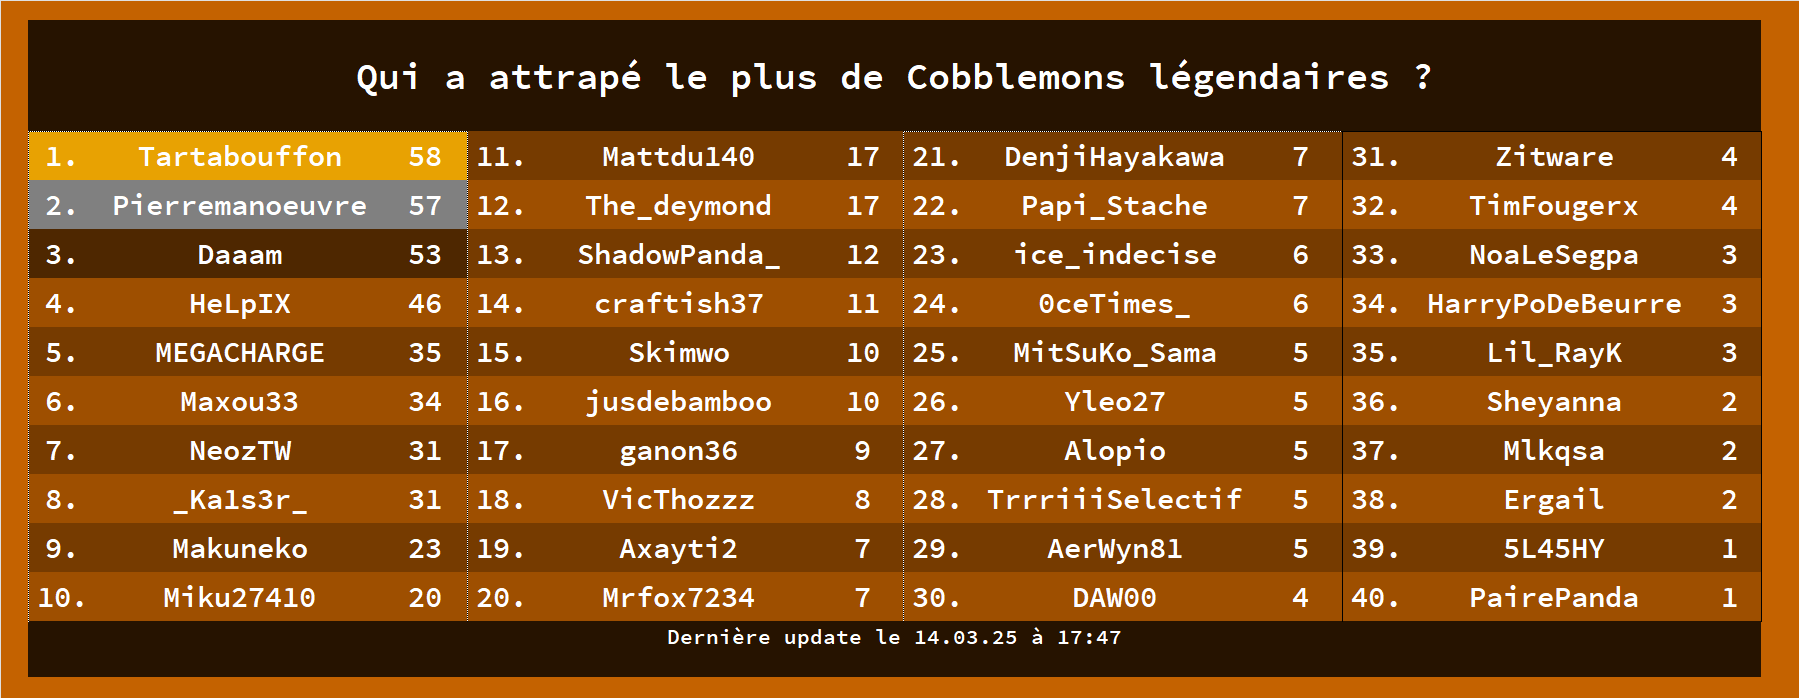 Qui a attrapé le plus de Cobblemons légendaires ?
1. Tartabouffon 58
2. Pierremanoeuvre 57
3. Daaam 53
4. HeLpIX 46
5. MEGACHARGE 35
6. Maxou33 34
7. NeozTW 31
8. _Ka1s3r_ 31
9. Makuneko 23
10. Miku27410 20
11. Mattdu140 17
12. The_deymond 17
13. ShadowPanda_ 12
14. craftish37 11
15. Skimwo 10
16. jusdebamboo 10
17. ganon36 9
18. VicThozzz 8
19. Axayti2 7
20. Mrfox7234 7
21. DenjiHayakawa 7
22. Papi_Stache 7
23. ice_indecise 6
24. 0ceTimes_ 6
25. MitSuKo_Sama 5
26. Yleo27 5
27. Alopio 5
28. TrrriiiSelectif 5
29. AerWyn81 5
30. DAW00 4
31. Zitware 4
32. TimFougerx 4
33. NoaLeSegpa 3
34. HarryPoDeBeurre 3
35. Lil_RayK 3
36. Sheyanna 2
37. Mlkqsa 2
38. Ergail 2
39. 5L45HY 1
40. PairePanda 1
Dernière update le 14.03.25 à 17:47